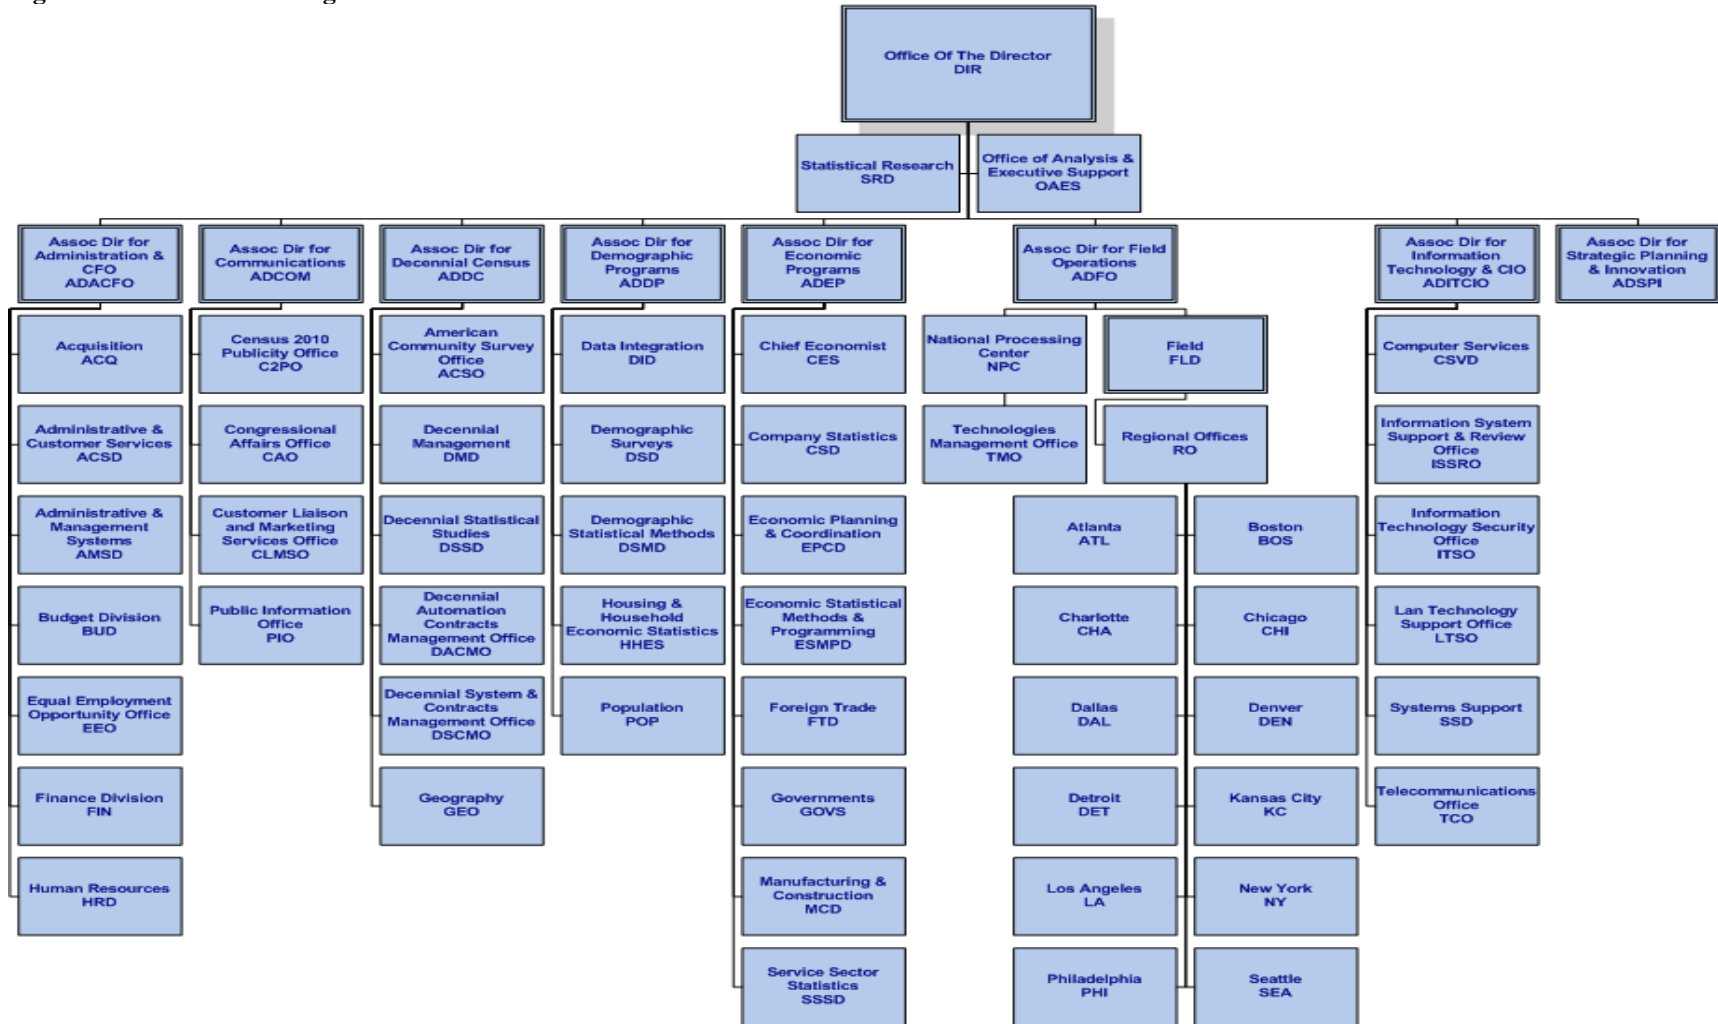 Office Of The Director
DIR
Statistical Research
SRD
Office of Analysis &
Executive Support
OAES
Assoc Dir for
Administration &
CFO
ADACFO
Assoc Dir for
Communications
ADCOM
Assoc Dir for
Decennial Census
ADDC
Assoc Dir for
Demographic
Programs
ADDP
Assoc Dir for
Economic
Programs
ADEP
Assoc Dir for Field
Operations
ADFO
Assoc Dir for
Information
Technology & CIO
ADITCIO
Assoc Dir for
Strategic Planning
& Innovation
ADSPI
Acquisition
ACQ
Census 2010
Publicity Office
C2PO
American
Community Survey
Office
ACSO
Data Integration
DID
Chief Economist
CES
National Processing
Center
NPC
Field
FLD
Computer Services
CSVD
Administrative &
Customer Services
ACSD
Congressional
Affairs Office
CAO
Decennial
Management
DMD
Demographic
Surveys
DSD
Company Statistics
CSD
Technologies
Management Office
TMO
Regional Offices
RO
Information System
Support & Review
Office
ISSRO
Administrative &
Management
Systems
AMSD
Customer Liaison
and Marketing
Services Office
CLMSO
Decennial Statistical
Studies
DSSD
Demographic
Statistical Methods
DSMD
Economic Planning
& Coordination
EPCD
Atlanta
ATL
Boston
BOS
Information
Technology Security
Office
ITSO
Budget Division
BUD
Public Information
Office
PIO
Decennial
Automation
Contracts
Management Office
DACMO
Housing &
Household
Economic Statistics
HHES
Economic Statistical
Methods &
Programming
ESMPD
Charlotte
CHA
Chicago
CHI
Lan Technology
Support Office
LTSO
Equal Employment
Opportunity Office
EEO
Decennial System &
Contracts
Management Office
DSCMO
Population
POP
Foreign Trade
FTD
Dallas
DAL
Denver
DEN
Systems Support
SSD
Finance Division
FIN
Geography
GEO
Governments
GOVS
Detroit
DET
Kansas City
KC
Telecommunications
Office
TCO
Human Resources
HRD
Manufacturing &
Construction
MCD
Los Angeles
LA
New York
NY
Service Sector
Statistics
SSSD
Philadelphia
PHI
Seattle
SEA